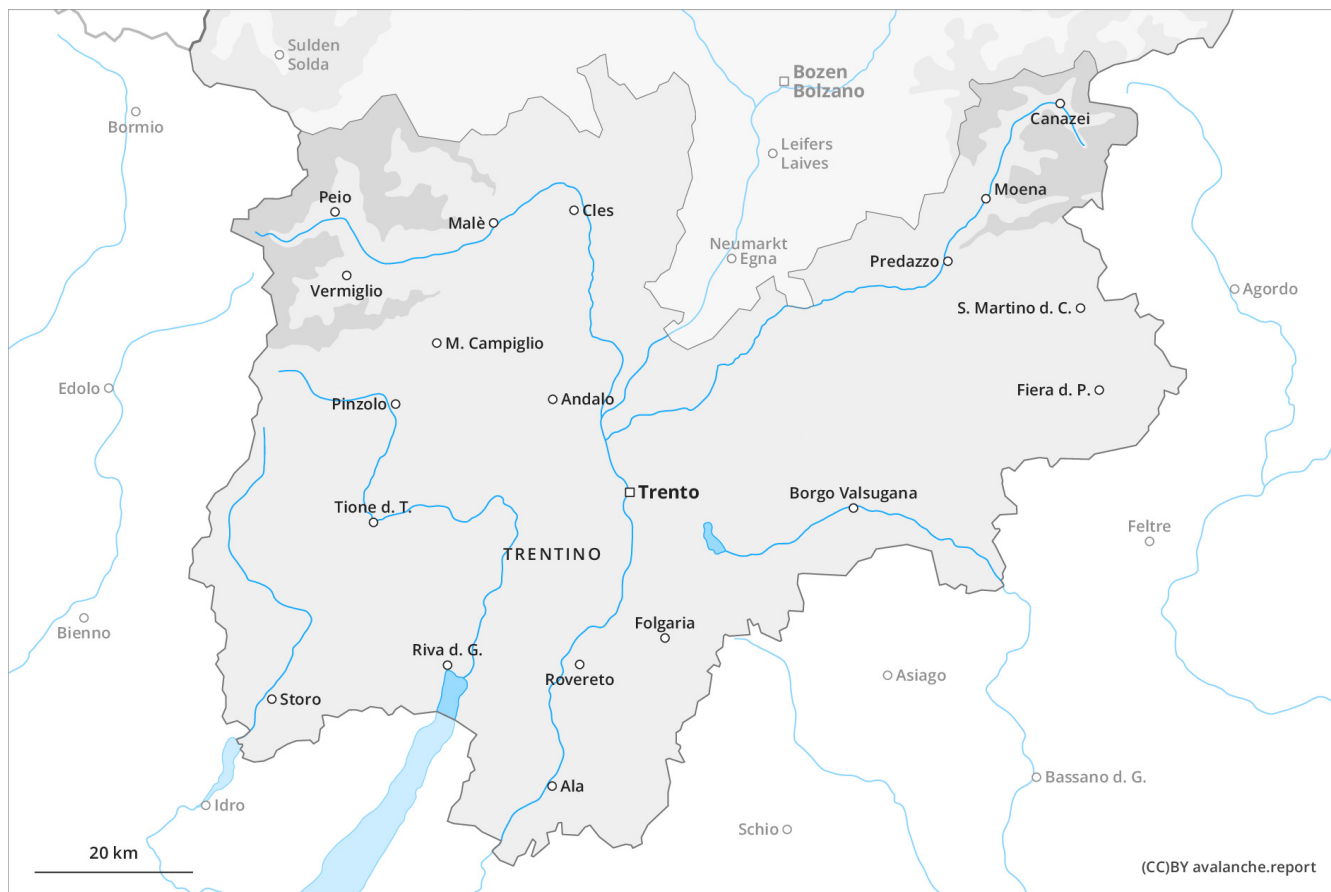 Sulden
Solda
Bozen
Bolzano
Bormio
Canazei
Leifers
Laives
Peio
Moena
Malè
Cles
Neumarkt
Egna
Predazzo
Vermiglio
Agordo
S. Martino d. C.
M. Campiglio
Edolo
Pinzolo
Andalo
Fiera d. P.
Trento
Borgo Valsugana
Tione d. T.
Feltre
TRENTINO
Bienno
Folgaria
Riva d. G.
Rovereto
Asiago
Storo
Bassano d. G.
Ala
Idro
Schio
20 km
(CC)BY avalanche.report